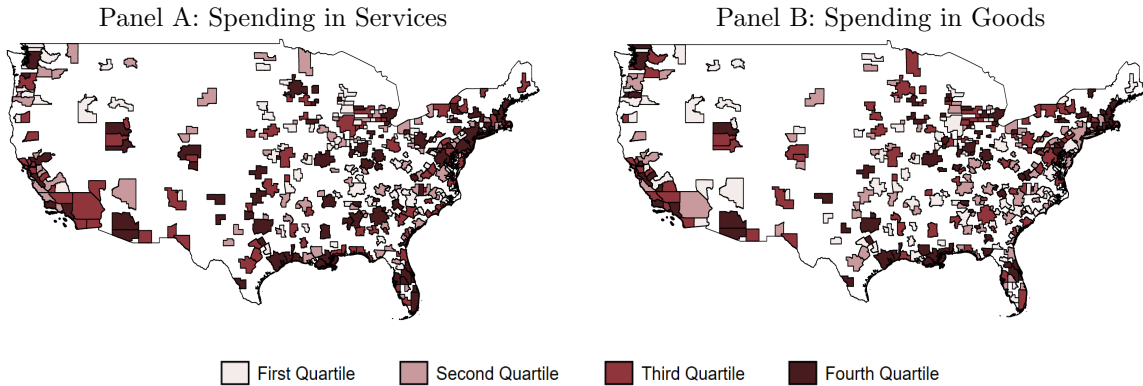 Panel A: Spending in Services
Panel B: Spending in Goods
First Quartile
Second Quartile
Third Quartile
Fourth Quartile